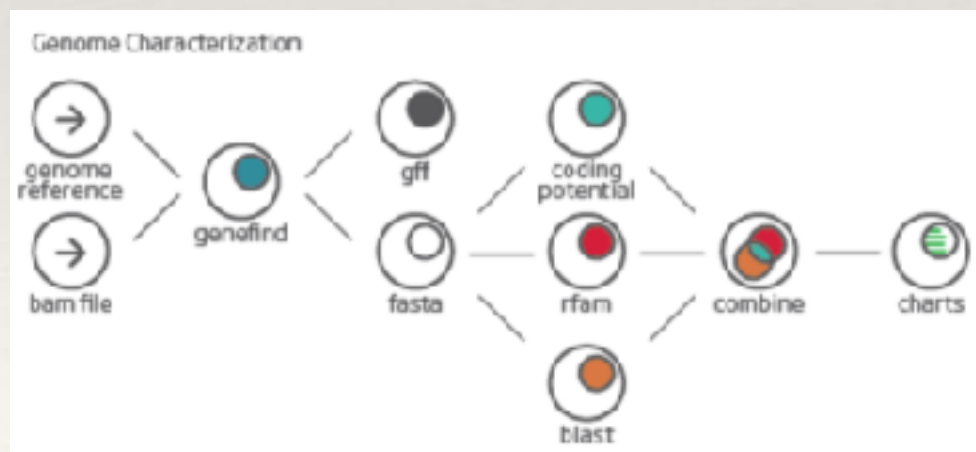 Genome Characterization
genome
reference
bam file
genefind
gff
fasta
coding
potential
rfam
blast
combine
charts